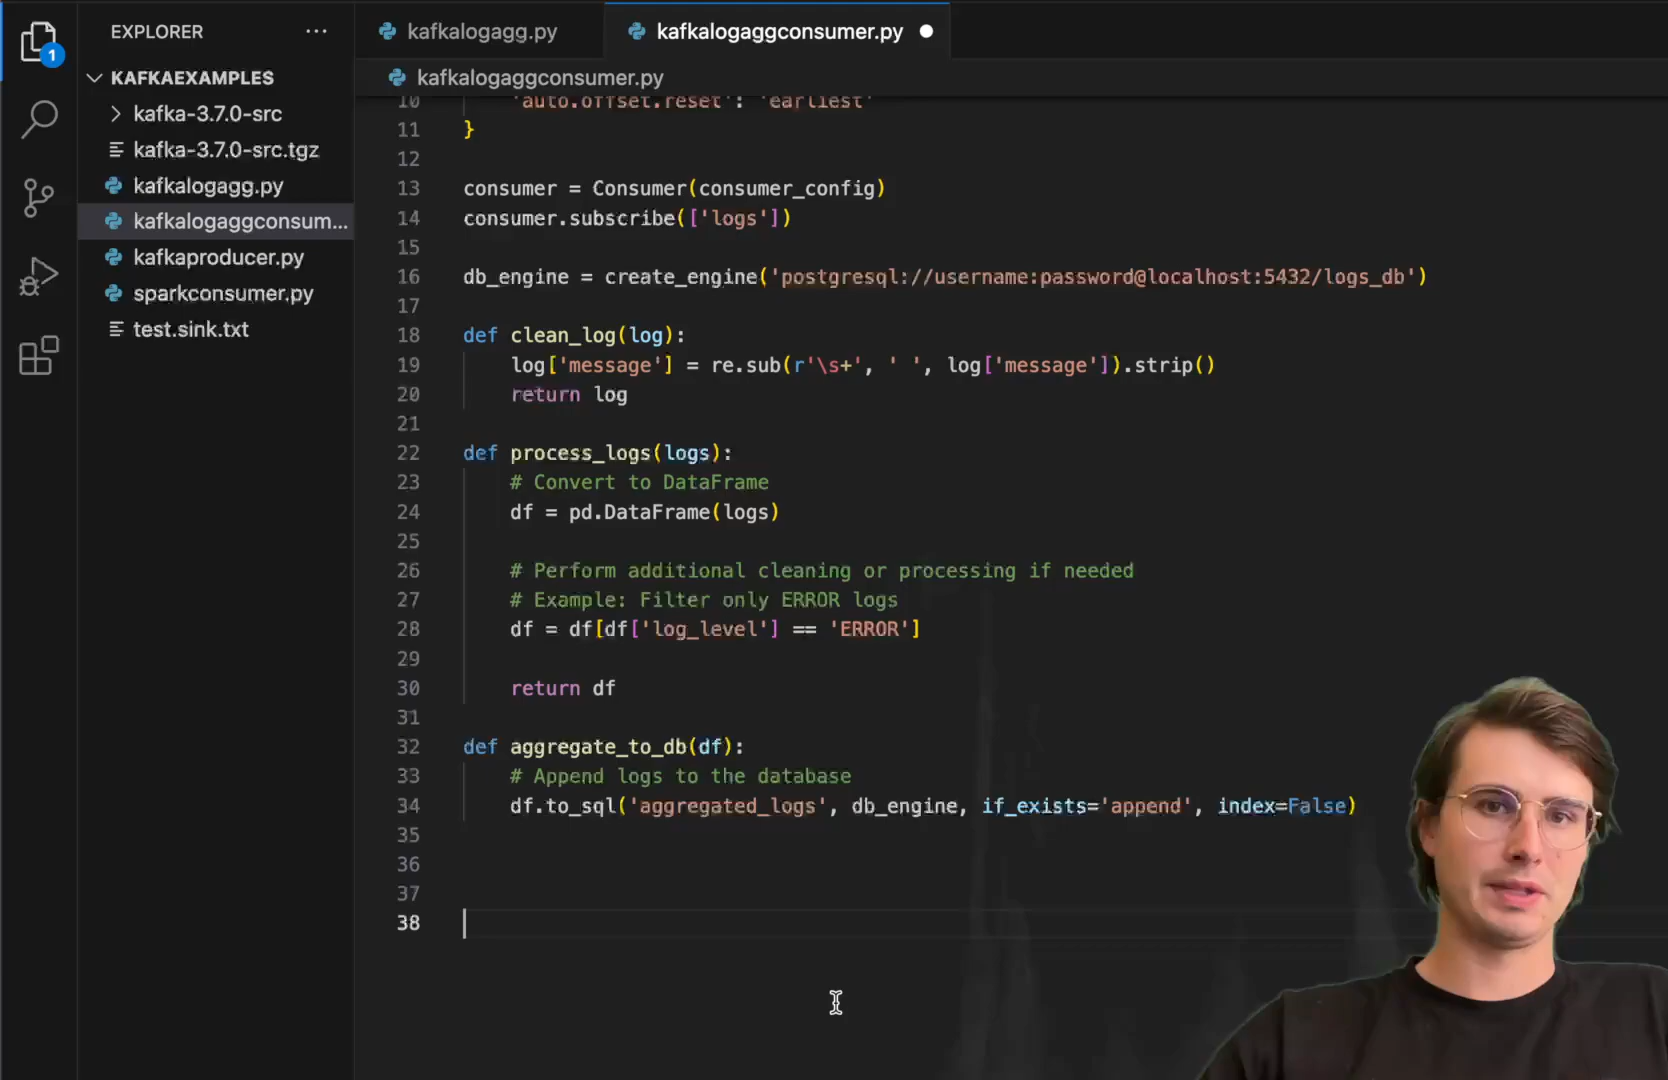 EXPLORER
KAFKAEXAMPLES
kafka-3.7.0-src
kafka-3.7.0-src.tgz
kafkalogagg.py
kafkalogaggconsum...
kafkaproducer.py
sparkconsumer.py
test.sink.txt
1
kafkalogagg.py
kafkalogaggconsumer.py
kafkalogaggconsumer.py
10 'auto.offset.reset': 'earliest'
11 }
12
13 consumer = Consumer(consumer_config)
14 consumer.subscribe(['logs'])
15
16 db_engine = create_engine('postgresql://username:password@localhost:5432/logs_db')
17
18 def clean_log(log):
19 log['message'] = re.sub(r'\s+', ' ', log['message']).strip()
20 return log
21
22 def process_logs(logs):
23 # Convert to DataFrame
24 df = pd.DataFrame(logs)
25
26 # Perform additional cleaning or processing if needed
27 # Example: Filter only ERROR logs
28 df = df[df['log_level'] == 'ERROR']
29
30 return df
31
32 def aggregate_to_db(df):
33 # Append logs to the database
34 df.to_sql('aggregated_logs', db_engine, if_exists='append', index=False)
35
36
37
38